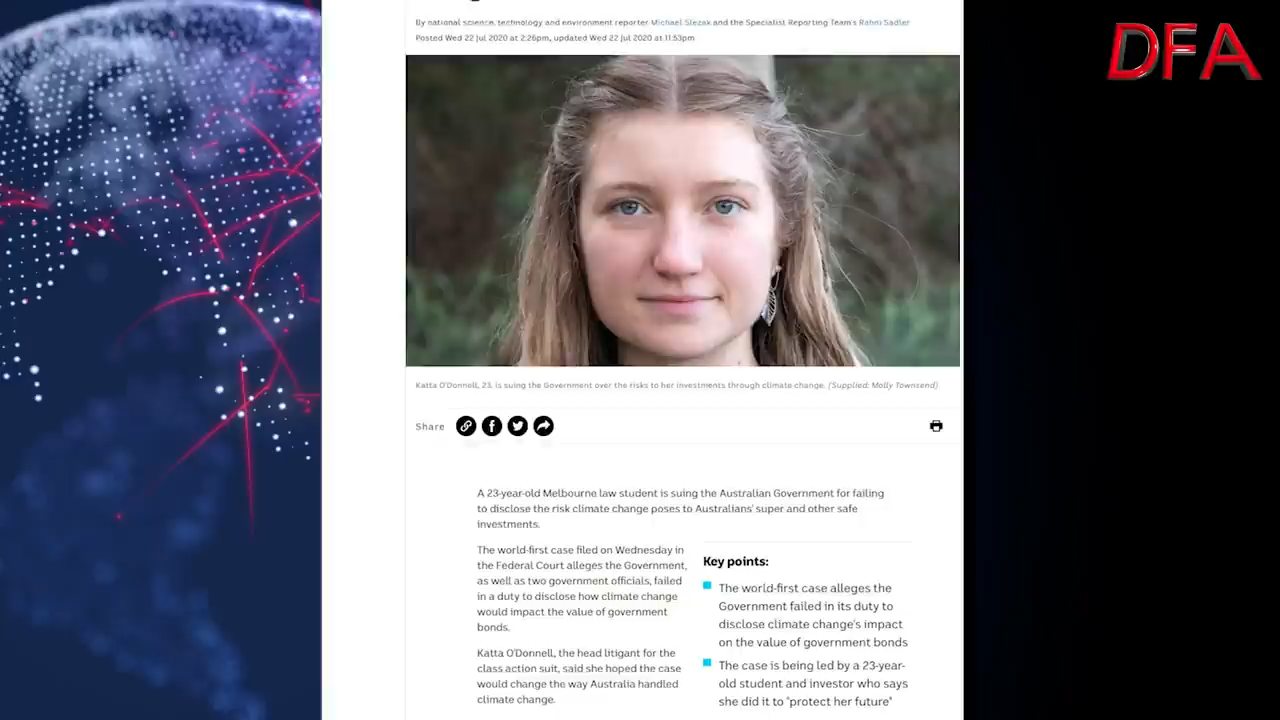 DFA
By national science, technology and environment reporter Michael Slezak and the Specialist Reporting Team's Rahni Sadler
Posted Wed 22 Jul 2020 at 2:26pm, updated Wed 22 Jul 2020 at 11:53pm
Katta O'Donnell, 23, is suing the Government over the risks to her investments through climate change. (Supplied: Molly Townsend)
Share
A 23-year-old Melbourne law student is suing the Australian Government for failing
to disclose the risk climate change poses to Australians' super and other safe
investments.
The world-first case filed on Wednesday in
the Federal Court alleges the Government,
as well as two government officials, failed
in a duty to disclose how climate change
would impact the value of government
bonds.
Katta O'Donnell, the head litigant for the
class action suit, said she hoped the case
would change the way Australia handled
climate change.
Key points:
The world-first case alleges the
Government failed in its duty to
disclose climate change's impact
on the value of government bonds
The case is being led by a 23-year-
old student and investor who says
she did it to "protect her future"